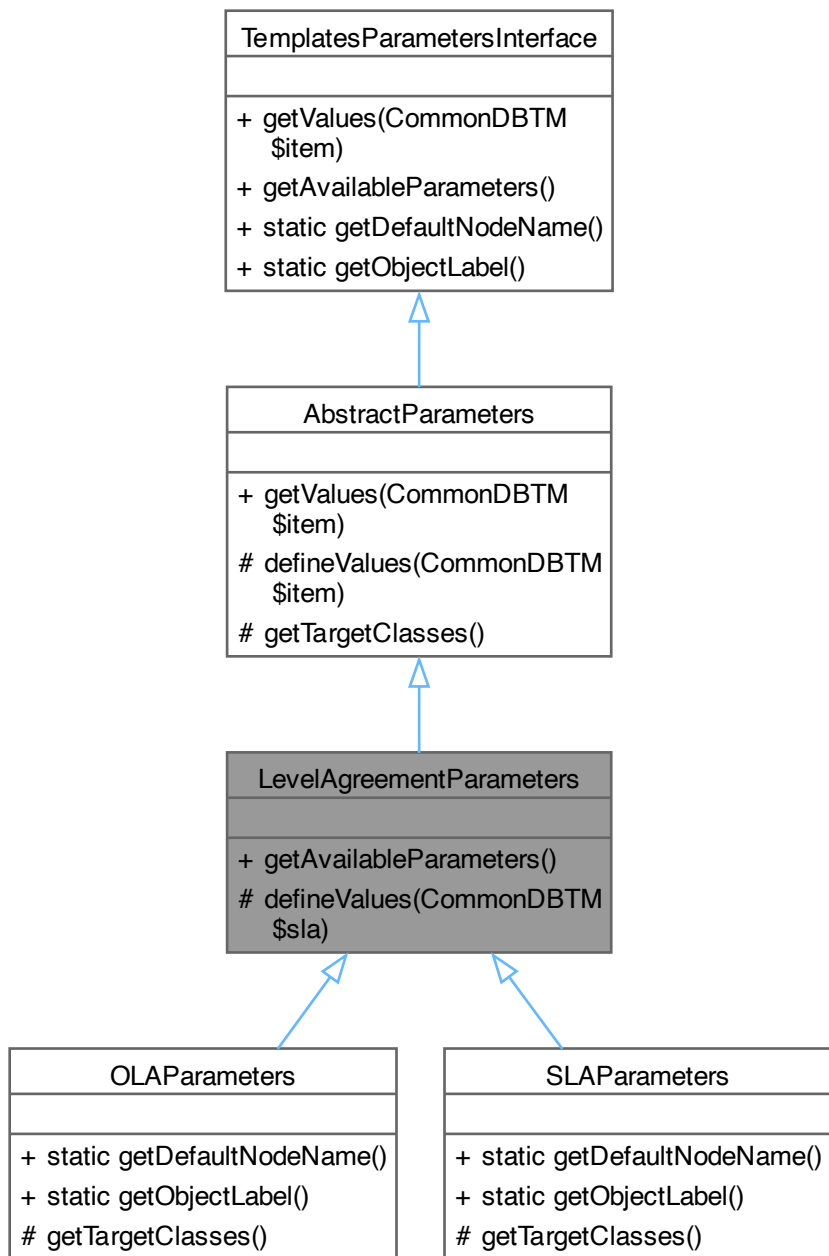 TemplatesParametersInterface
+ getValues(CommonDBTM
$item)
+ getAvailableParameters()
+ static getDefaultNodeName()
+ static getObjectLabel()
AbstractParameters
+ getValues(CommonDBTM
$item)
# defineValues(CommonDBTM
$item)
# getTargetClasses()
LevelAgreementParameters
+ getAvailableParameters()
# defineValues(CommonDBTM
$sla)
OLAParameters
+ static getDefaultNodeName()
+ static getObjectLabel()
# getTargetClasses()
SLAParameters
+ static getDefaultNodeName()
+ static getObjectLabel()
# getTargetClasses()